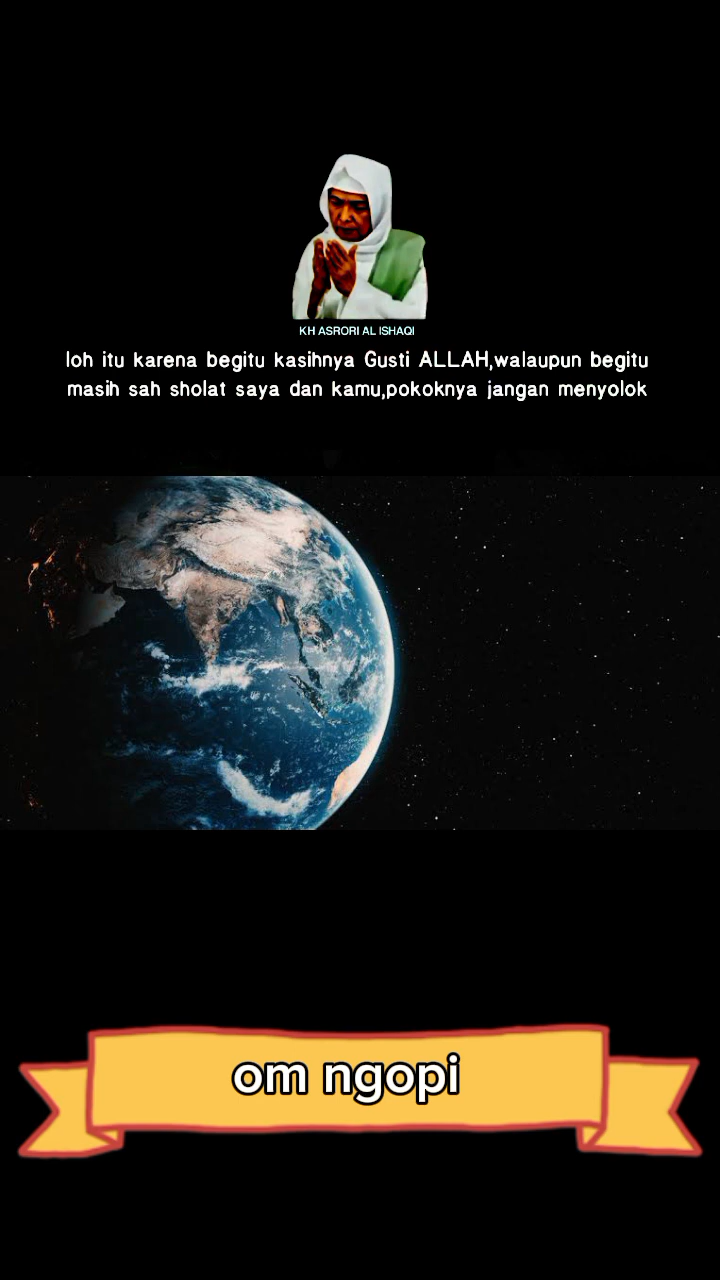 KH ASRORI AL ISHAQI
loh itu karena begitu kasihnya Gusti ALLAH,walaupun begitu
masih sah sholat saya dan kamu,pokoknya jangan menyolok
om ngopi